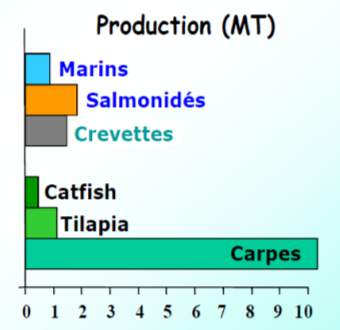 Production (MT)
Marins
Salmonidés
Crevettes
Catfish
Tilapia
Carpes
0 1 2 3 4 5 6 7 8 9 10